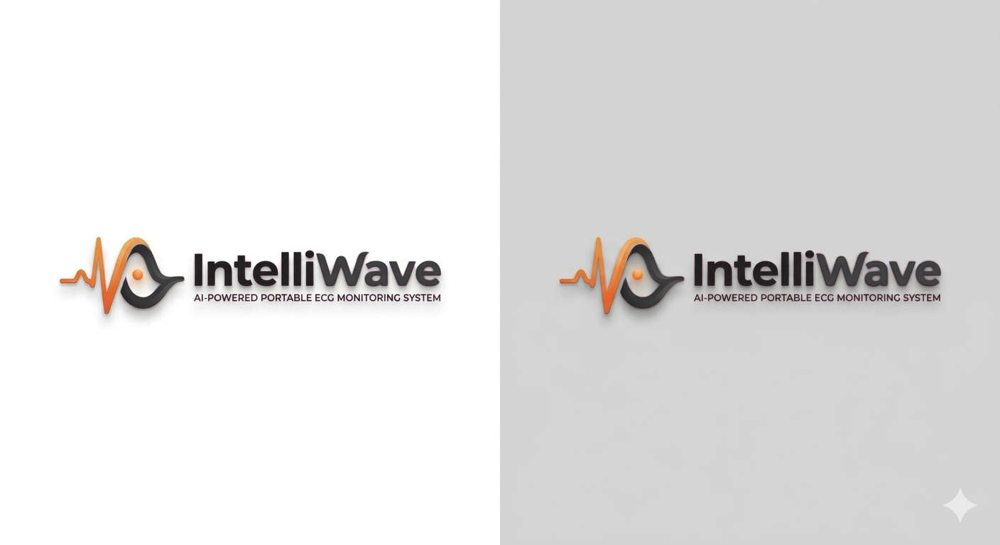 IntelliWave
AI-POWERED PORTABLE ECG MONITORING SYSTEM
IntelliWave
AI-POWERED PORTABLE ECG MONITORING SYSTEM